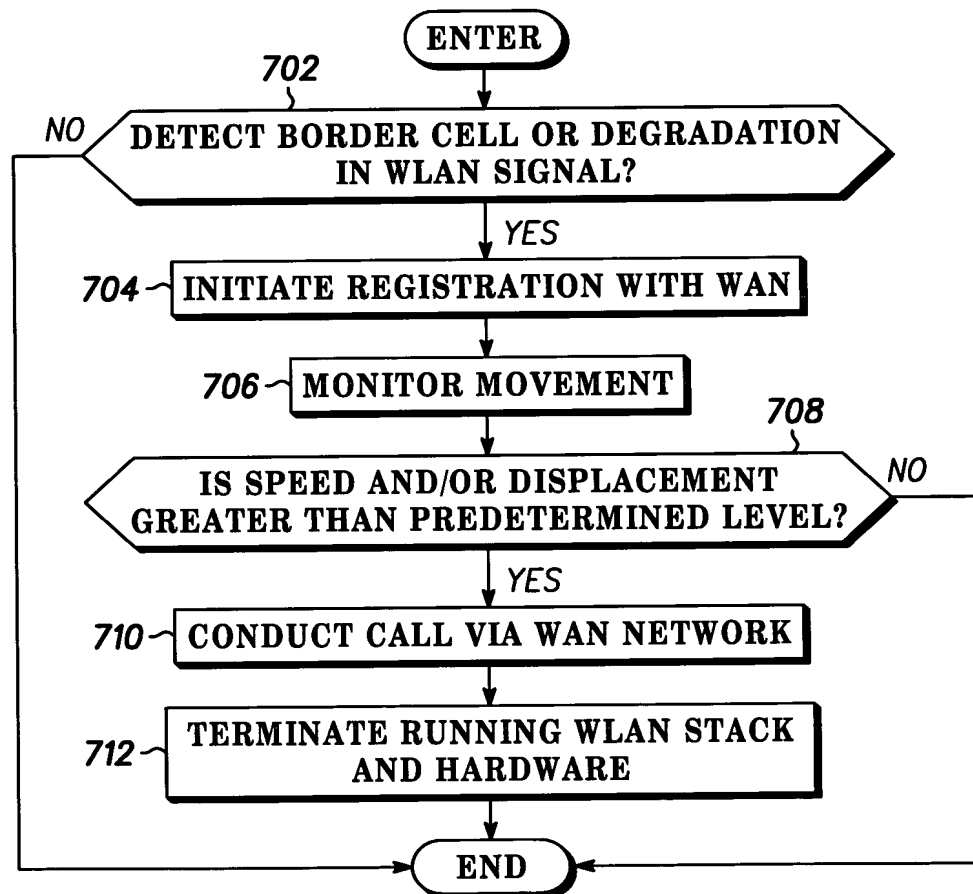 ENTER
702
NO
DETECT BORDER CELL OR DEGRADATION
IN WLAN SIGNAL?
YES
704
INITIATE REGISTRATION WITH WAN
706
MONITOR MOVEMENT
708
NO
IS SPEED AND/OR DISPLACEMENT
GREATER THAN PREDETERMINED LEVEL?
YES
710
CONDUCT CALL VIA WAN NETWORK
712
TERMINATE RUNNING WLAN STACK
AND HARDWARE
END